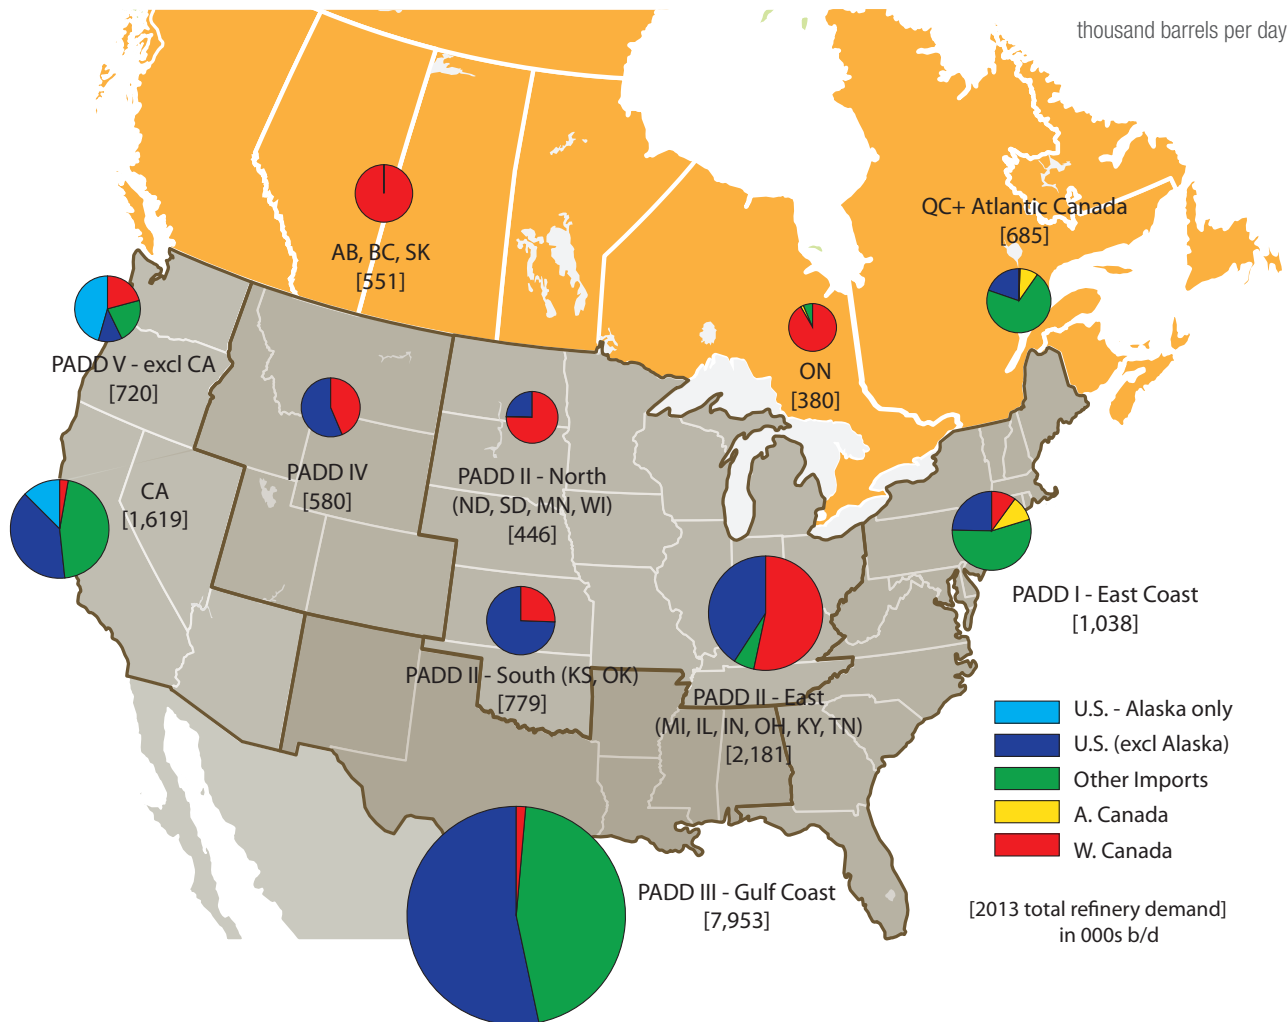 thousand barrels per day
QC+ Atlantic Canada
[685]
AB, BC, SK
[551]
PADD V - excl CA
[720]
ON
[380]
PADD IV
[580]
PADD II - North
(ND, SD, MN, WI)
[446]
CA
[1,619]
PADD I - East Coast
[1,038]
PADD II - South (KS, OK)
[779]
PADD II - East
(MI, IL, IN, OH, KY, TN)
[2,181]
U.S. - Alaska only
U.S. (excl Alaska)
Other Imports
A. Canada
W. Canada
PADD III - Gulf Coast
[7,953]
[2013 total refinery demand]
in 000s b/d